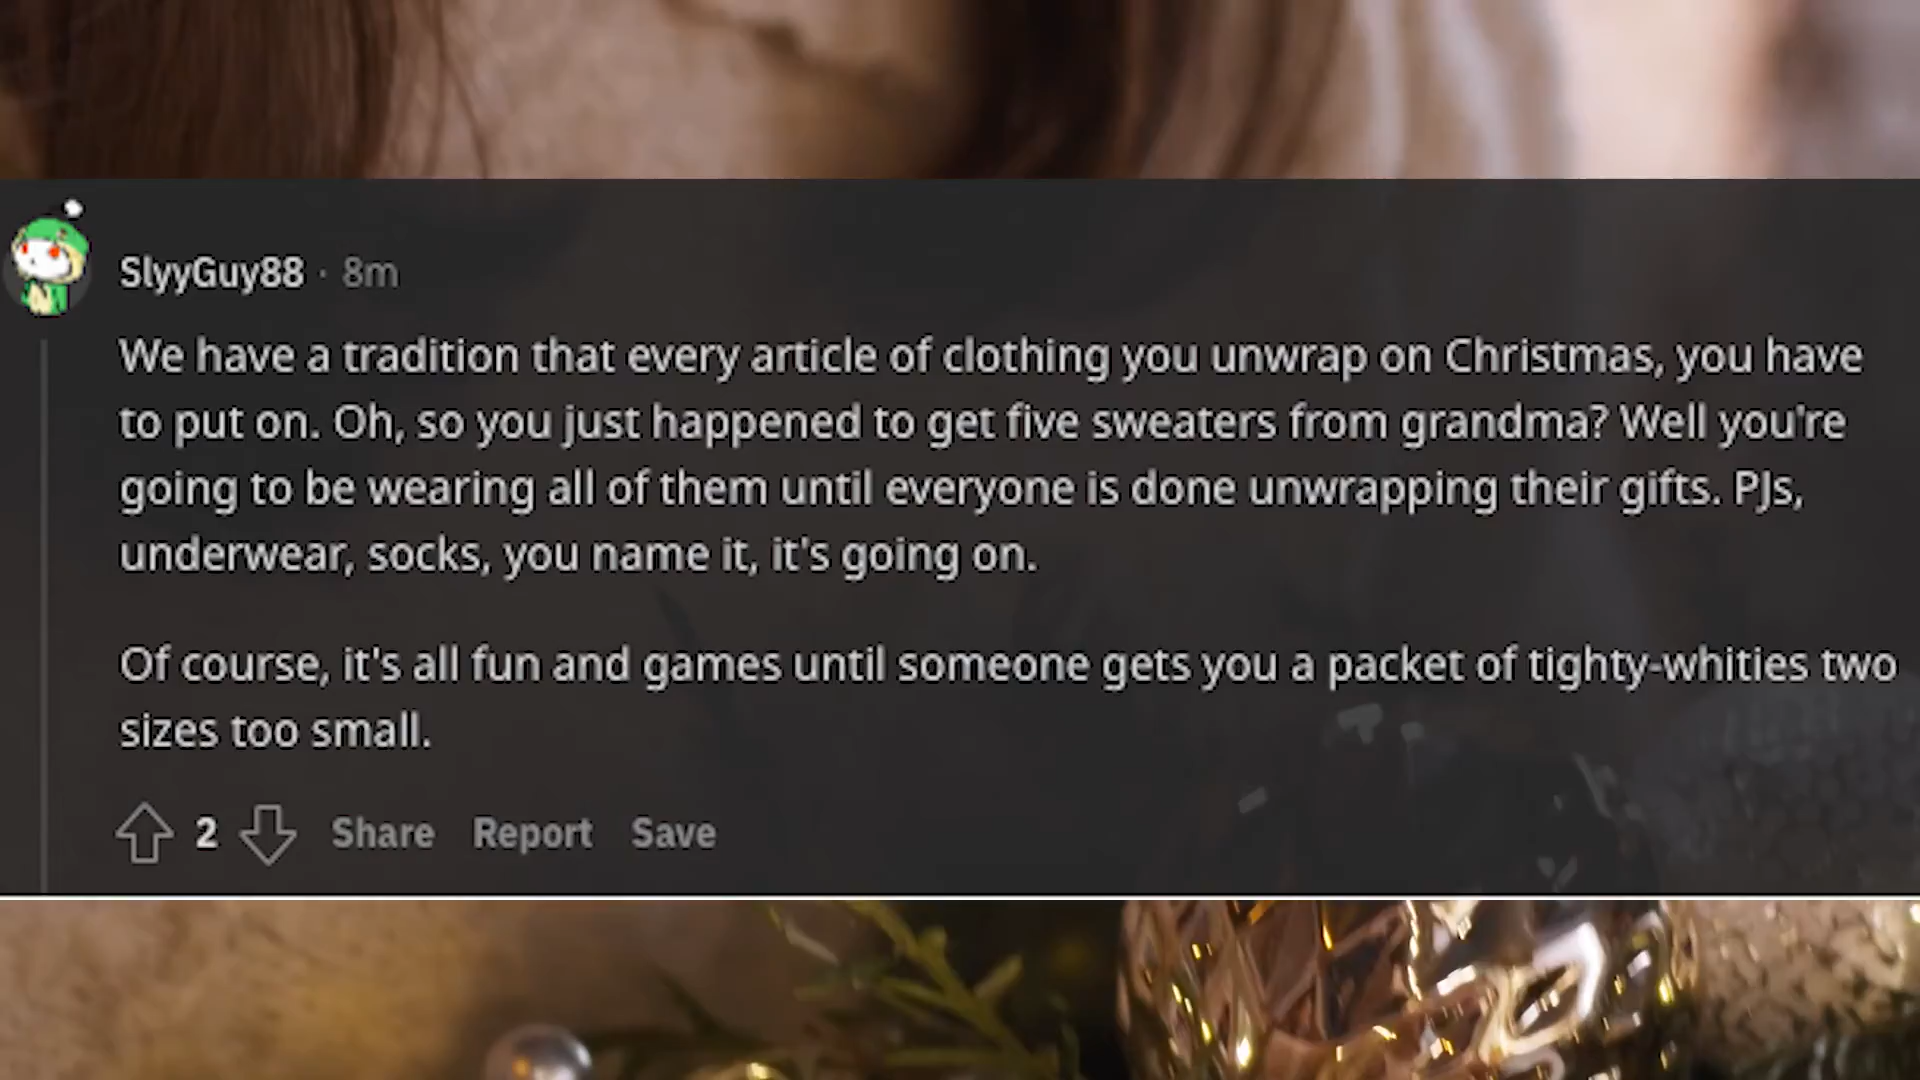 SlyyGuy88 · 8m
We have a tradition that every article of clothing you unwrap on Christmas, you have
to put on. Oh, so you just happened to get five sweaters from grandma? Well you're
going to be wearing all of them until everyone is done unwrapping their gifts. PJs,
underwear, socks, you name it, it's going on.
Of course, it's all fun and games until someone gets you a packet of tighty-whities two
sizes too small.
2 Share Report Save